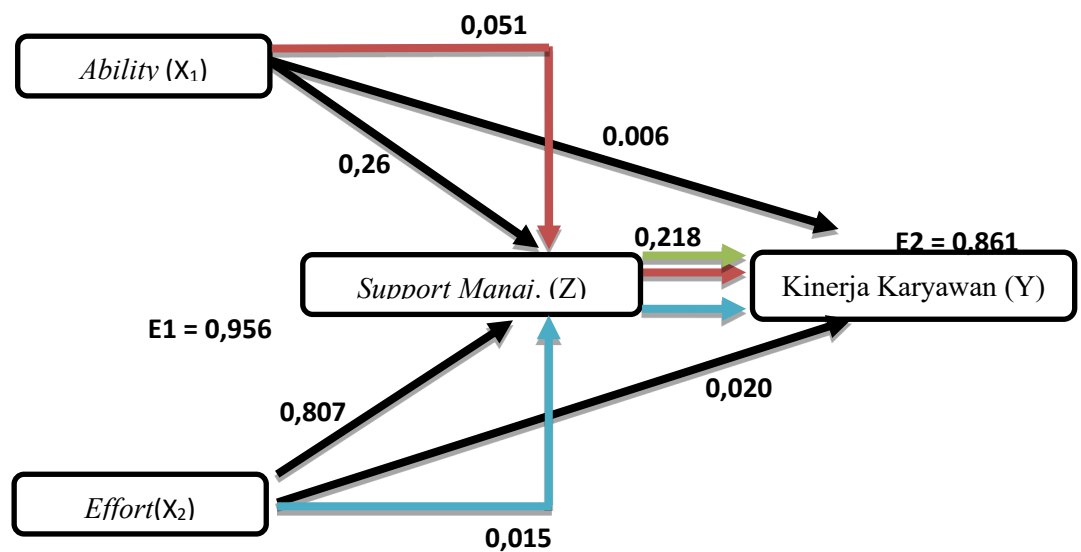 0,051
Ability (X₁)
0,006
0,26
0,218
E2 = 0,861
Support Manaj. (Z)
Kinerja Karyawan (Y)
E1 = 0,956
0,020
0,807
Effort(X₂)
0,015